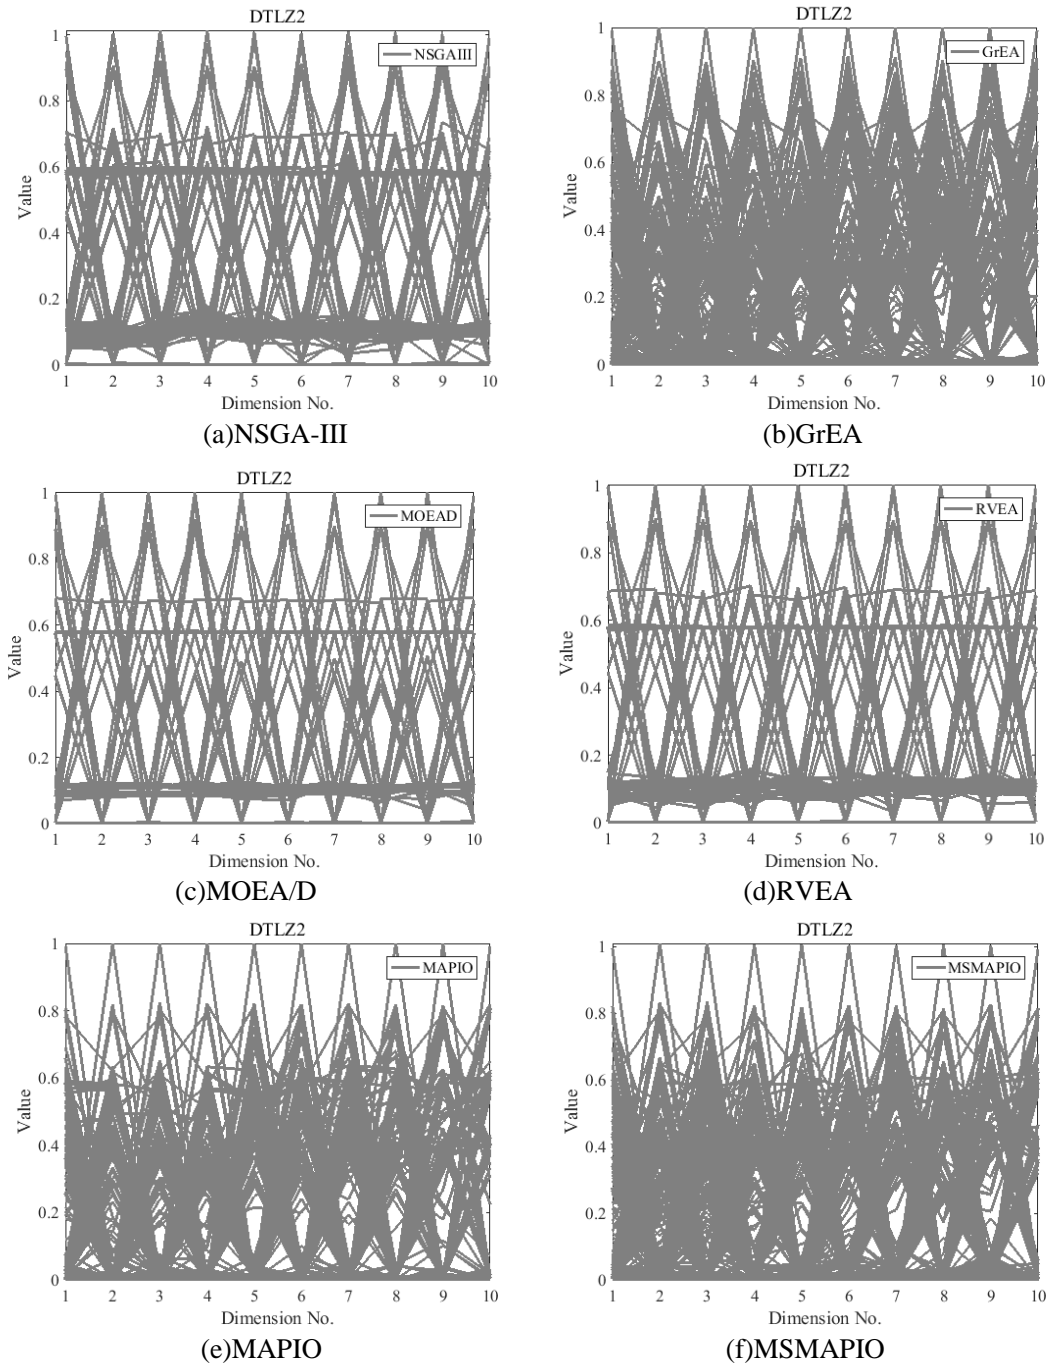 DTLZ2
NSGAIII
1
0.8
0.6
0.4
0.2
0
Value
1 2 3 4 5 6 7 8 9 10
Dimension No.
(a)NSGA-III
DTLZ2
GrEA
1
0.8
0.6
0.4
0.2
0
Value
1 2 3 4 5 6 7 8 9 10
Dimension No.
(b)GrEA
DTLZ2
MOEAD
1
0.8
0.6
0.4
0.2
0
Value
1 2 3 4 5 6 7 8 9 10
Dimension No.
(c)MOEA/D
DTLZ2
RVEA
1
0.8
0.6
0.4
0.2
0
Value
1 2 3 4 5 6 7 8 9 10
Dimension No.
(d)RVEA
DTLZ2
MAPIO
1
0.8
0.6
0.4
0.2
0
Value
1 2 3 4 5 6 7 8 9 10
Dimension No.
(e)MAPIO
DTLZ2
MSMAPIO
1
0.8
0.6
0.4
0.2
0
Value
1 2 3 4 5 6 7 8 9 10
Dimension No.
(f)MSMAPIO